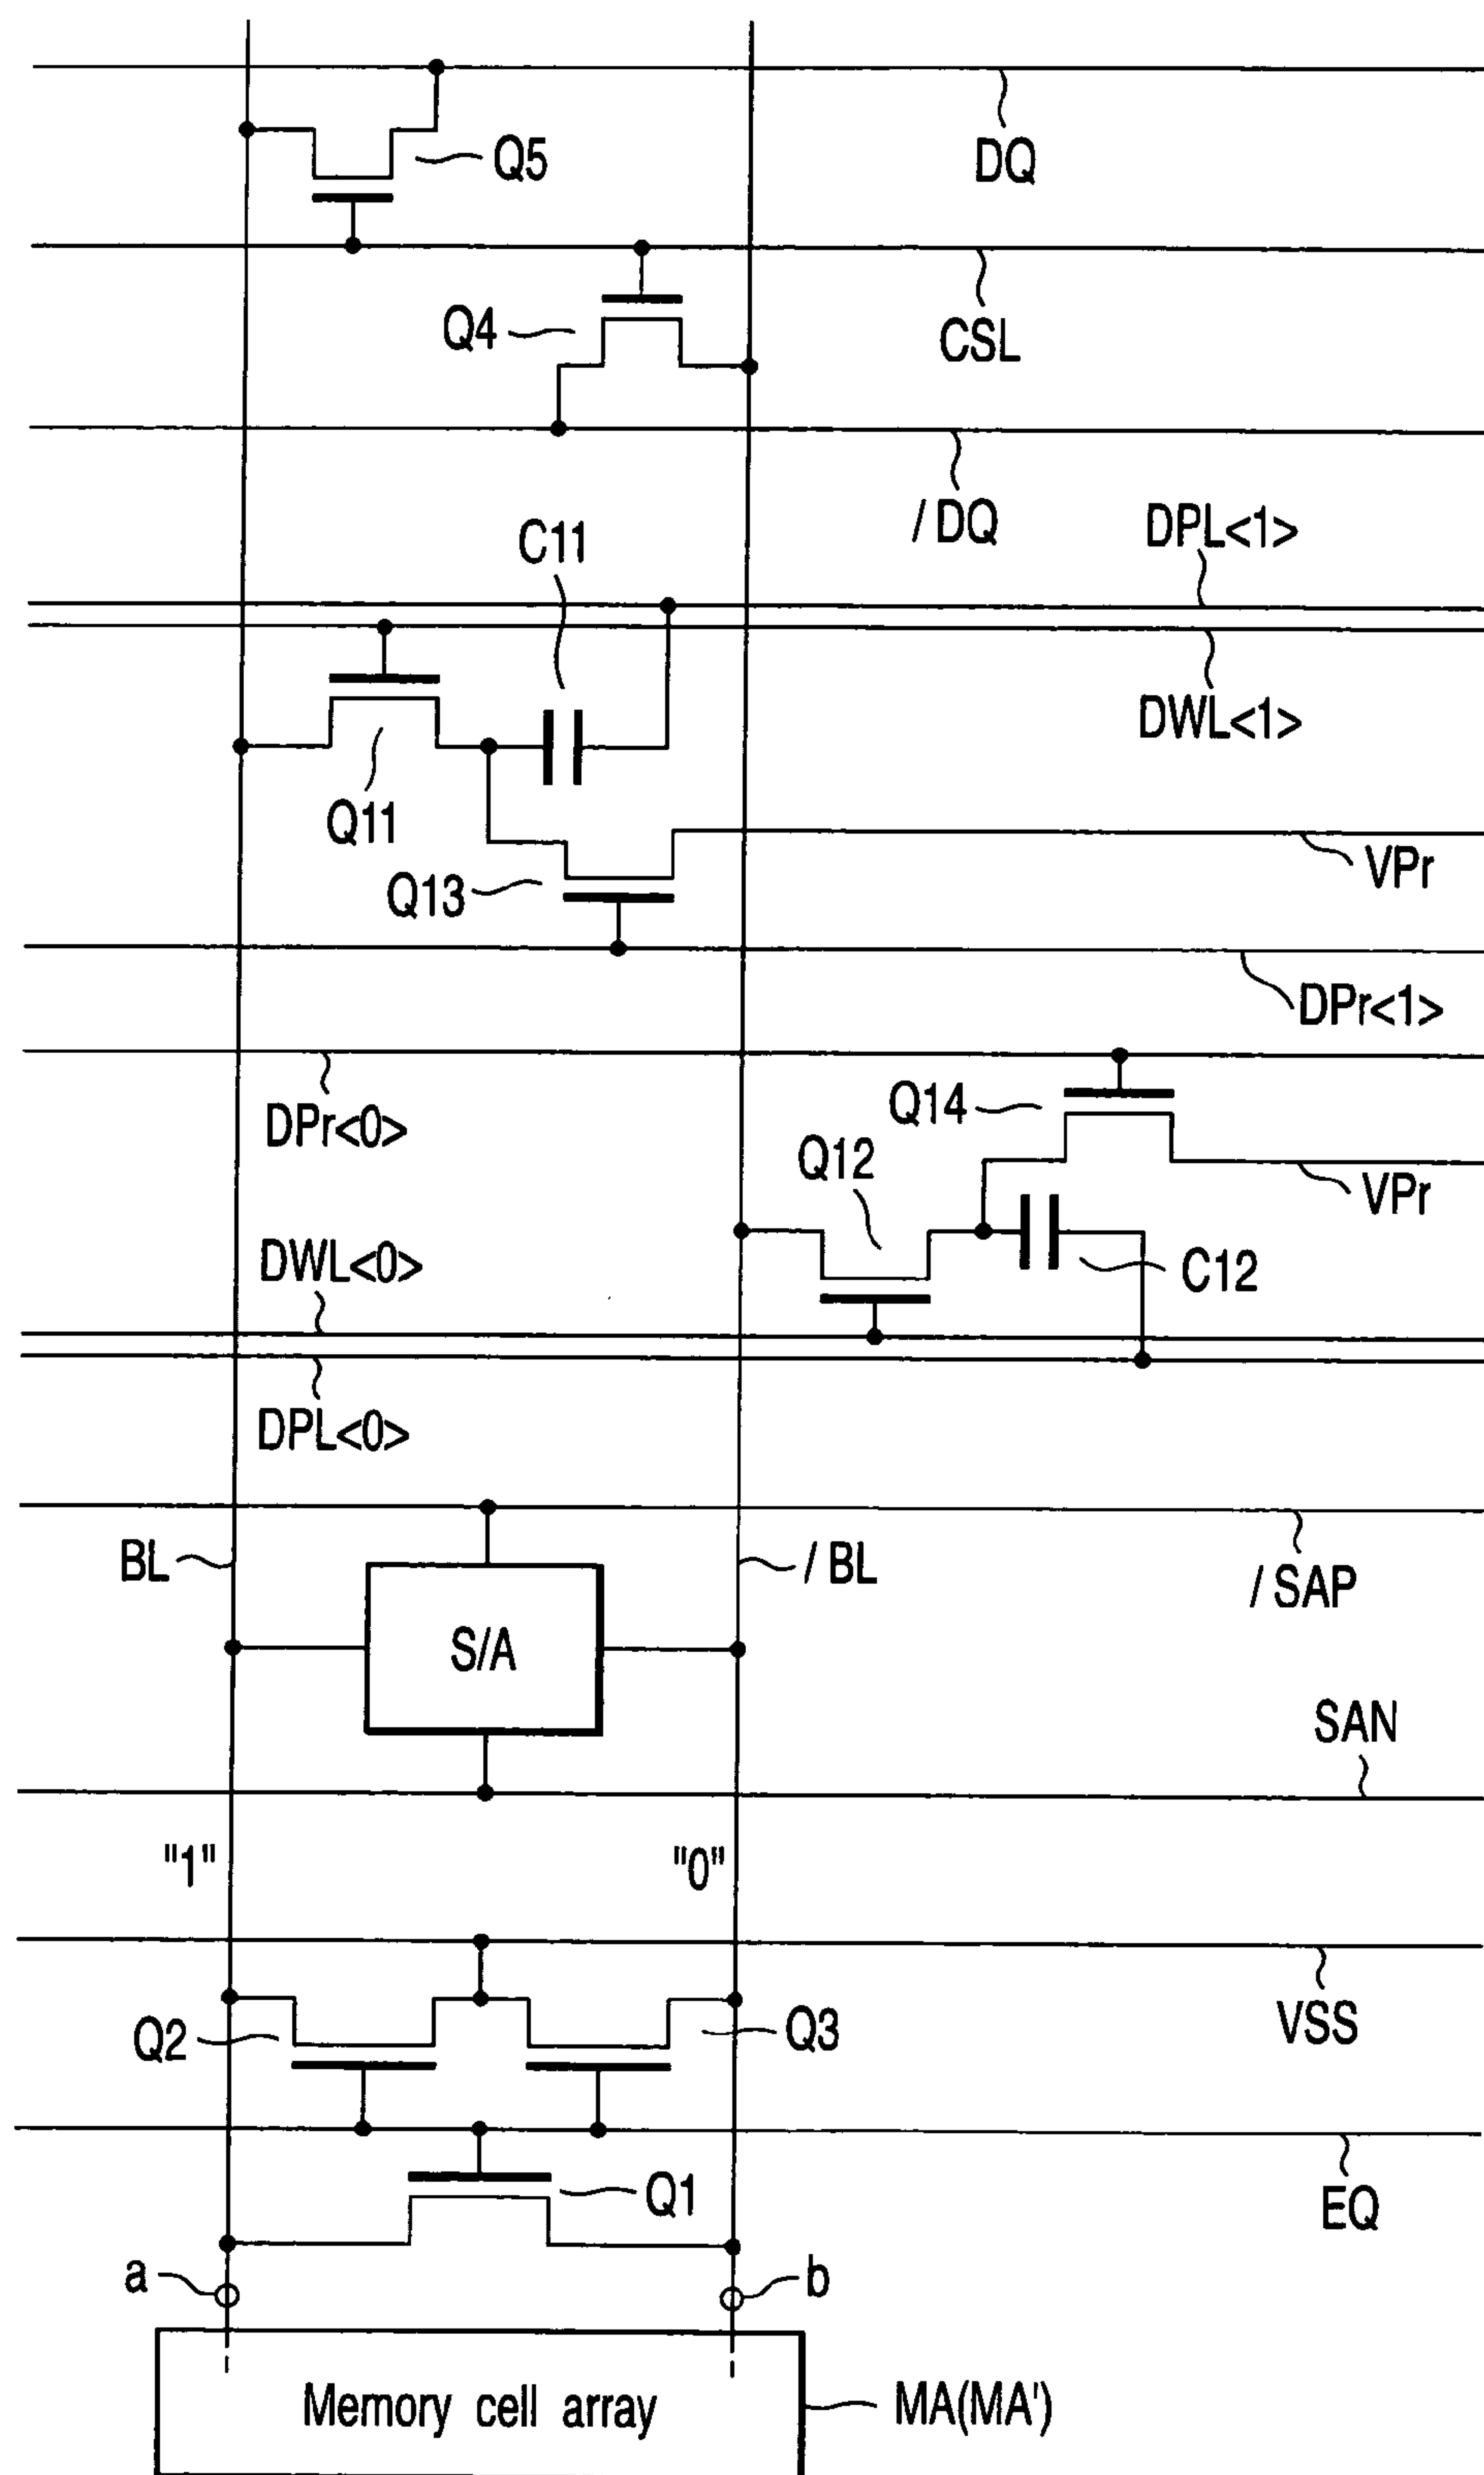 DQ
Q5
CSL
Q4
/ DQ
C11
DPL<1>
DWL<1>
Q11
VPr
Q13
DPr<1>
DPr<0>
Q14
VPr
Q12
C12
DWL<0>
DPL<0>
BL
/ BL
/ SAP
S/A
SAN
"1"
"0"
VSS
Q2
Q3
EQ
Q1
a
b
Memory cell array
MA(MA')